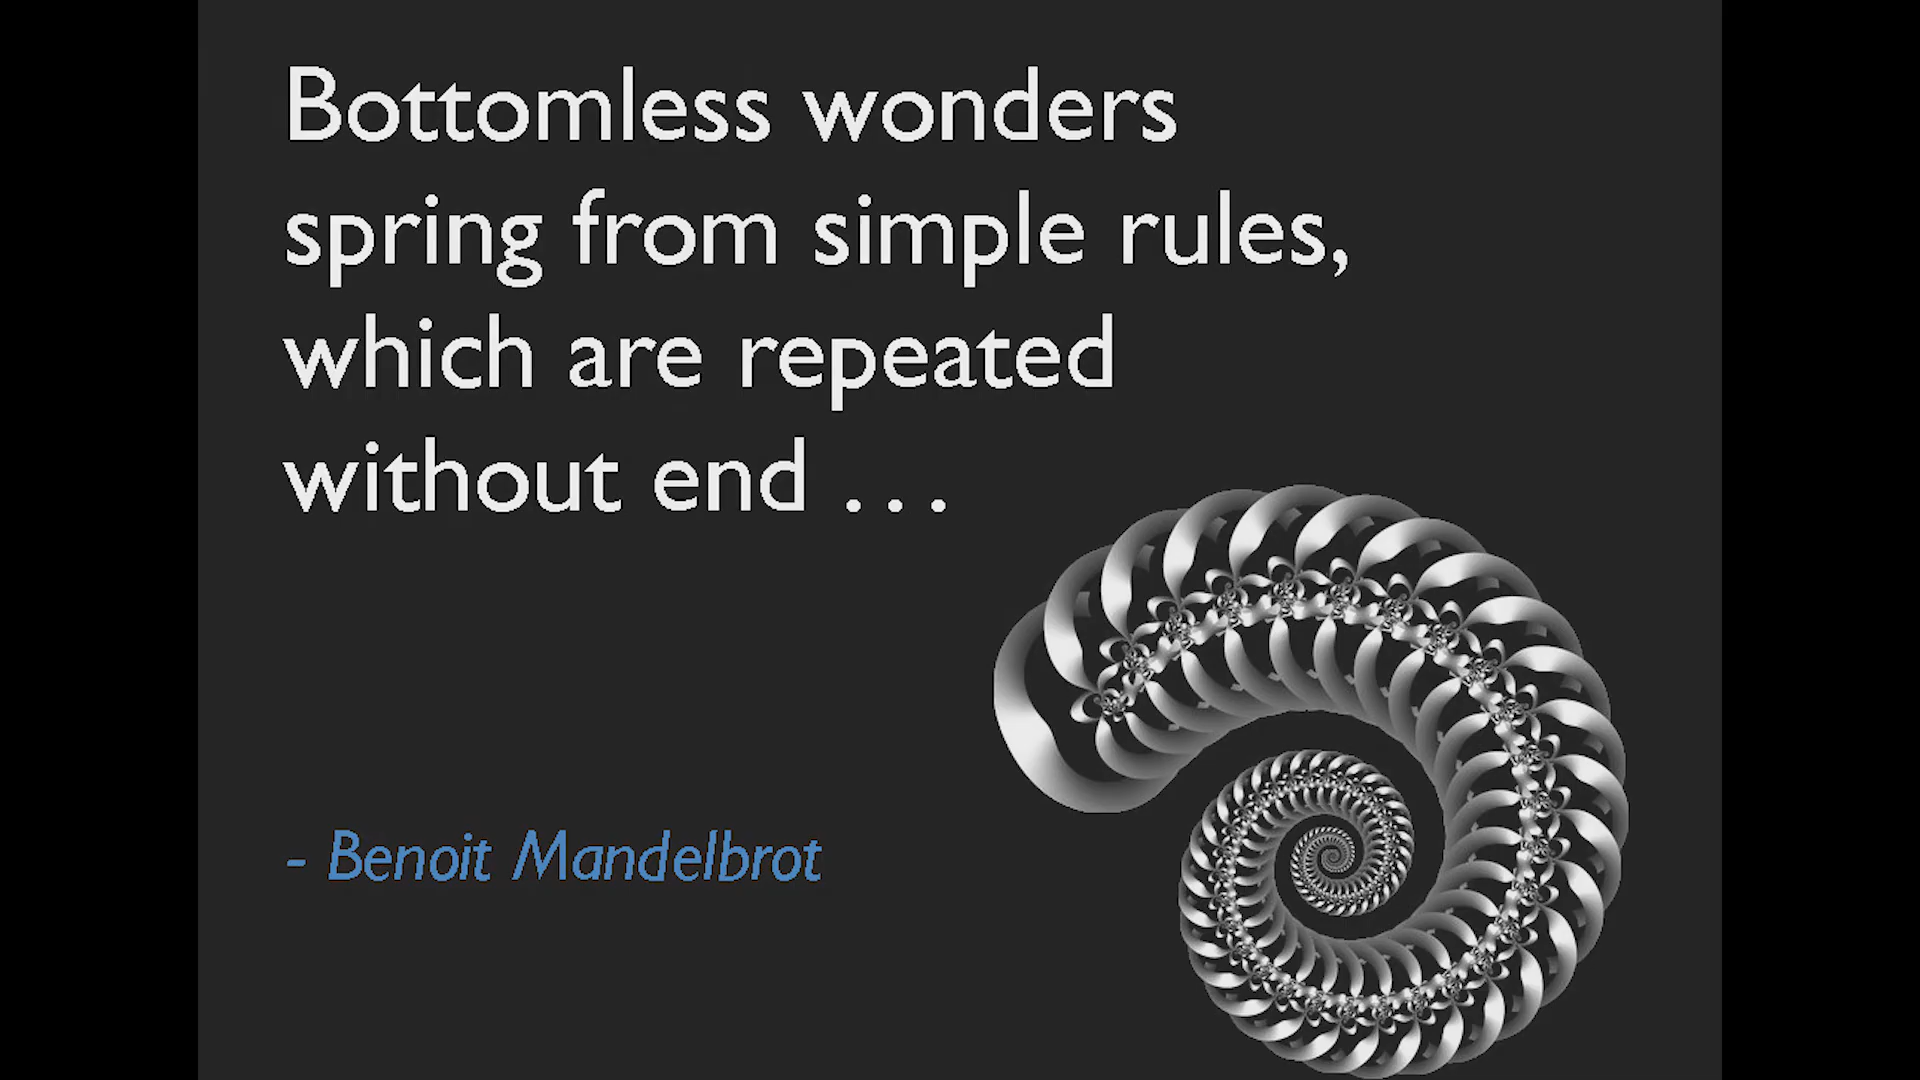 Bottomless wonders
spring from simple rules,
which are repeated
without end . . .
- Benoit Mandelbrot